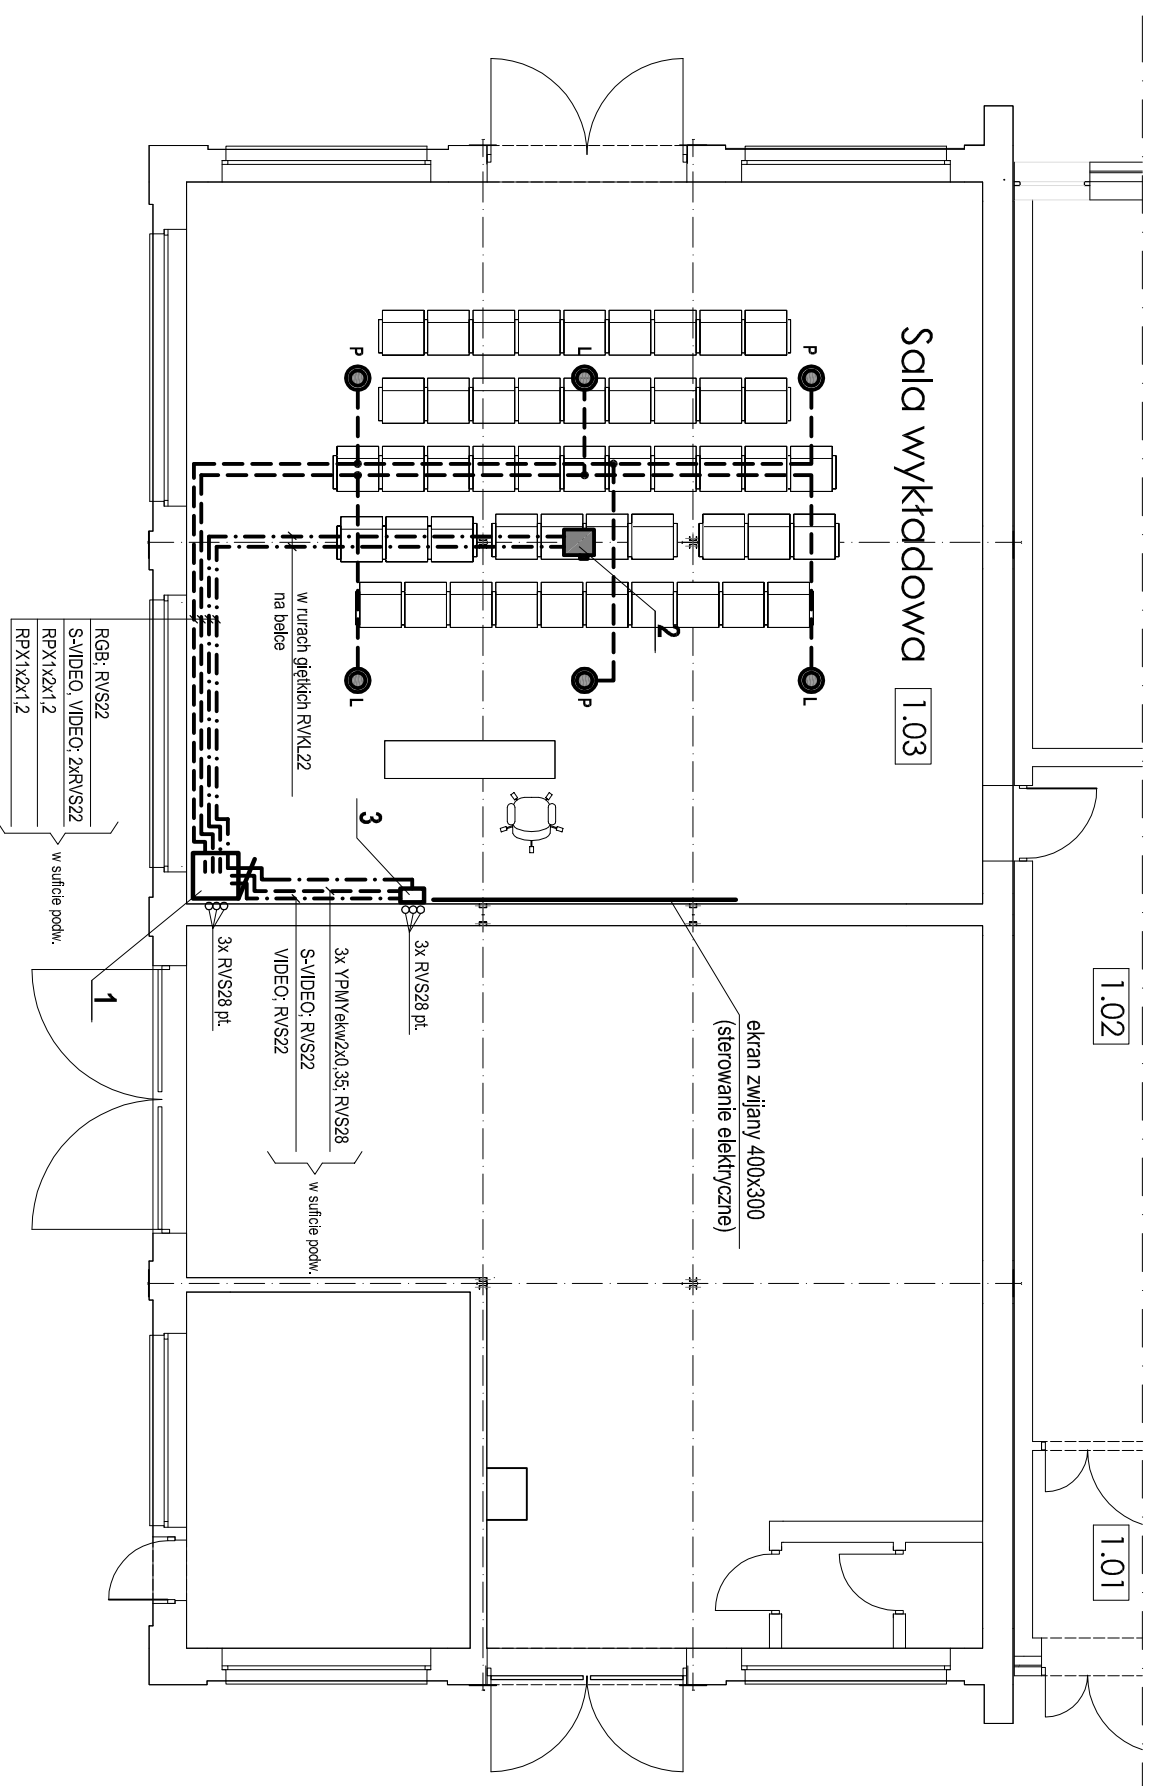 Sala wykładowa
1.03
1.02
1.01
P
L
P
L
P
L
2
3
1
w rurach giętkich RVKL22
na belce
RGB; RVS22
S-VIDEO, VIDEO; 2xRVS22
RPX1x2x1,2
RPX1x2x1,2
w suficie podw.
3x RVS28 pt.
3x RVS28 pt.
3x YPMYekw2x0,35; RVS28
S-VIDEO; RVS22
VIDEO; RVS22
w suficie podw.
ekran zwijany 400x300
(sterowanie elektryczne)